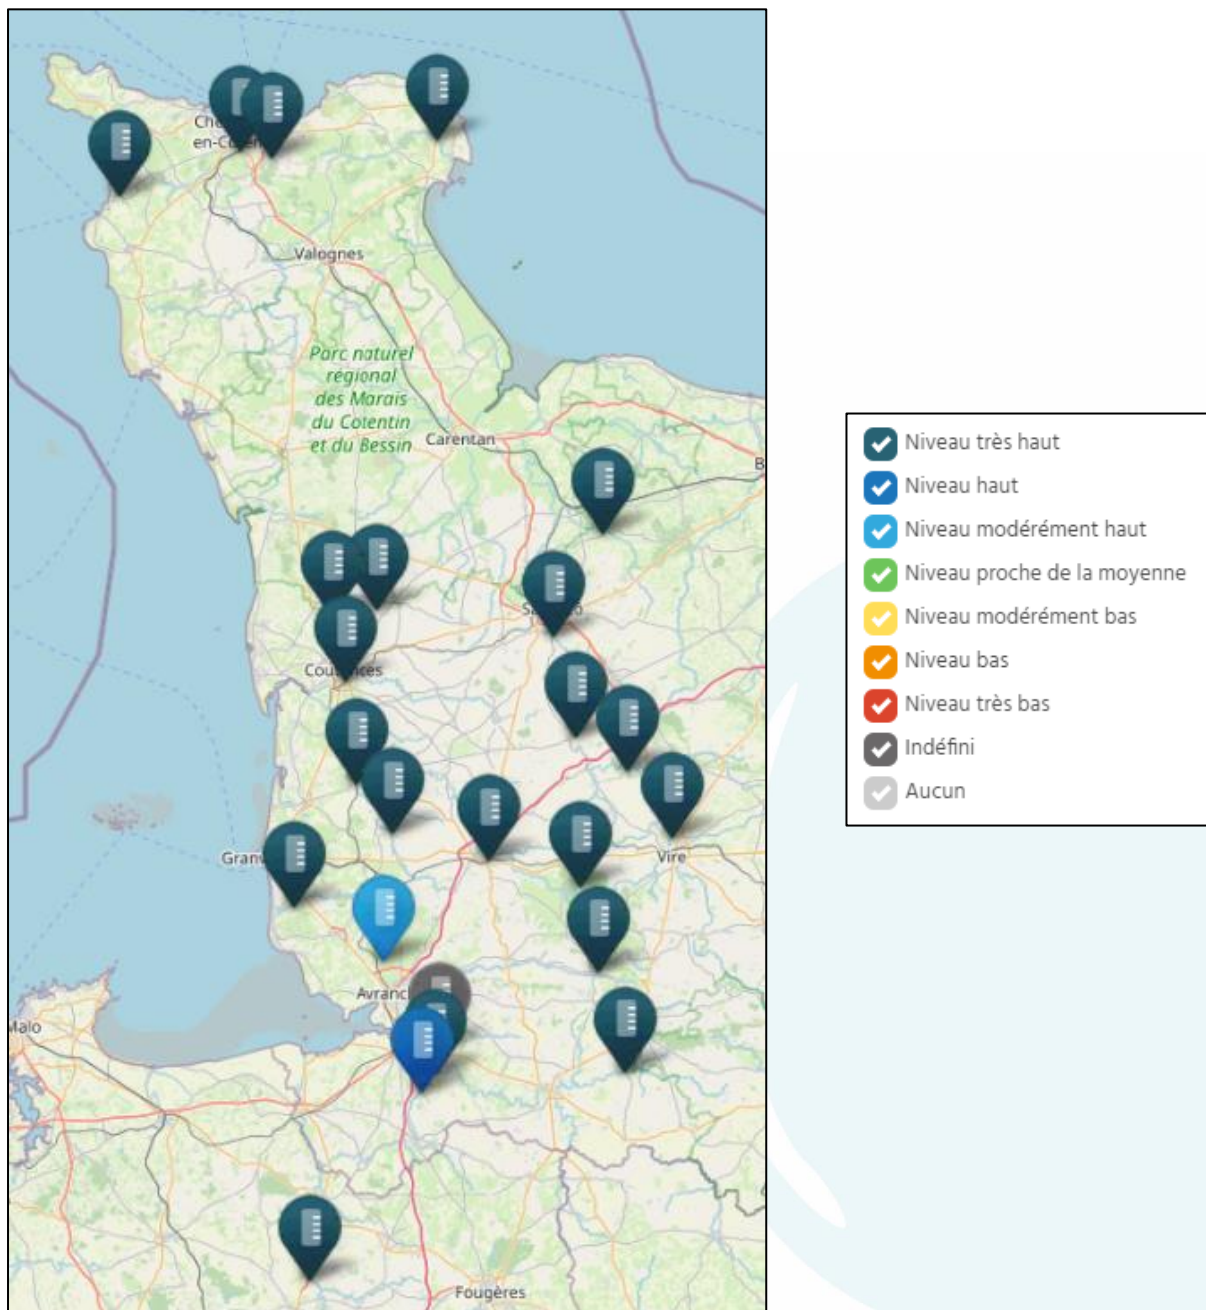 Valognes
Parc naturel
régional
des Marais
du Cotentin
et du Bessin
Carentan
Vire
Fougères
Niveau très haut
Niveau haut
Niveau modérément haut
Niveau proche de la moyenne
Niveau modérément bas
Niveau bas
Niveau très bas
Indéfini
Aucun